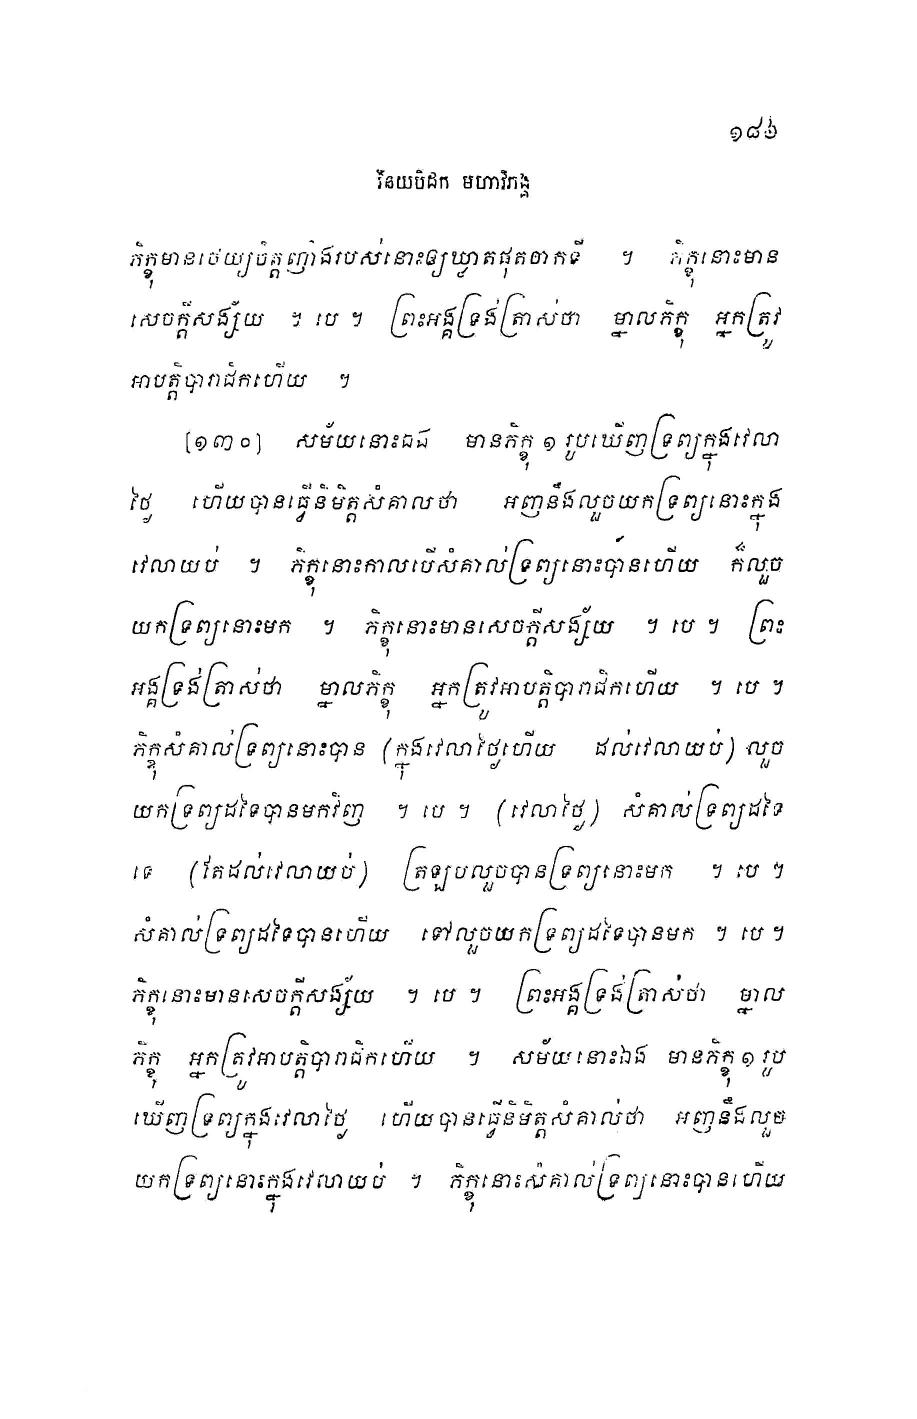 ១៨៦
វិនយបិដក មហាវិភង្គ
ភិក្ខុមានថេយ្យចិត្តញ៉ាំងរបស់នោះឲ្យឃ្លាតផុតចាកទី ។ ភិក្ខុនោះមាន
សេចក្តីសង្ស័យ ។ បេ ។ ព្រះអង្គទ្រង់ត្រាស់ថា ម្នាលភិក្ខុ អ្នកត្រូវ
អាបត្តិបារាជិកហើយ ។
[១៣០] សម័យនោះឯង មានភិក្ខុ ១ រូបឃើញទ្រព្យក្នុងវេលា
ថ្ងៃ ហើយបានធ្វើនិមិត្តសំគាលថា អញនឹងលួចយកទ្រព្យនោះក្នុង
វេលាយប់ ។ ភិក្ខុនោះកាលបើសំគាល់ទ្រព្យនោះបានហើយ ក៏លួច
យកទ្រព្យនោះមក ។ ភិក្ខុនោះមានសេចក្តីសង្ស័យ ។ បេ ។ ព្រះ
អង្គទ្រង់ត្រាស់ថា ម្នាលភិក្ខុ អ្នកត្រូវអាបត្តិបារាជិកហើយ ។ បេ ។
ភិក្ខុសំគាល់ទ្រព្យនោះបាន (ក្នុងវេលាថ្ងៃហើយ ដល់វេលាយប់) លួច
យកទ្រព្យដទៃបានមកវិញ ។ បេ ។ (វេលាថ្ងៃ) សំគាល់ទ្រព្យដទៃ
ទេ (តែដល់វេលាយប់) ត្រឡប់លួចបានទ្រព្យនោះមក ។ បេ ។
សំគាល់ទ្រព្យដទៃបានហើយ ទៅលួចយកទ្រព្យដទៃបានមក ។ បេ ។
ភិក្ខុនោះមានសេចក្តីសង្ស័យ ។ បេ ។ ព្រះអង្គទ្រង់ត្រាស់ថា ម្នាល
ភិក្ខុ អ្នកត្រូវអាបត្តិបារាជិកហើយ ។ សម័យនោះឯង មានភិក្ខុ ១ រូប
ឃើញទ្រព្យក្នុងវេលាថ្ងៃ ហើយបានធ្វើនិមិត្តសំគាល់ថា អញនឹងលួច
យកទ្រព្យនោះក្នុងវេលាយប់ ។ ភិក្ខុនោះសំគាល់ទ្រព្យនោះបានហើយ